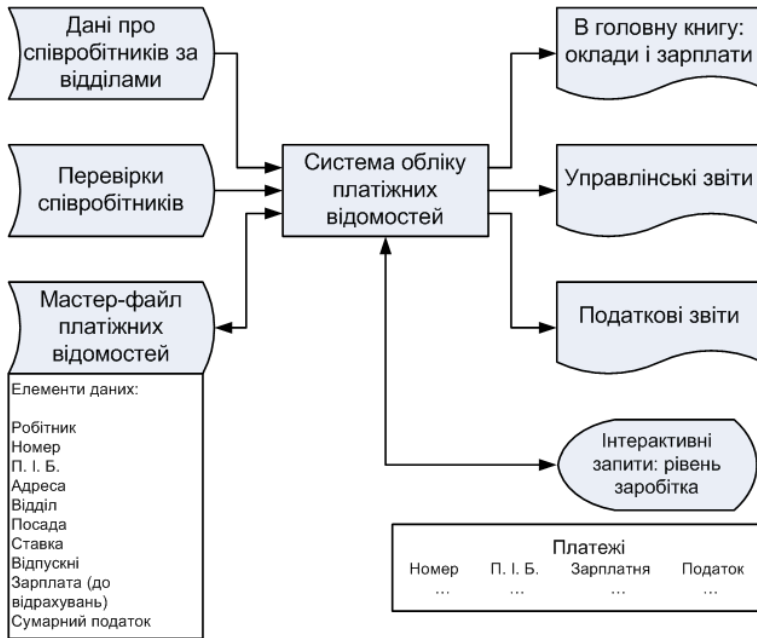 Дані про
співробітників за
відділами
В головну книгу:
оклади і зарплати
Перевірки
співробітників
Система обліку
платіжних
відомостей
Управлінські звіти
Мастер-файл
платіжних
відомостей
Податкові звіти
Елементи даних:
Робітник
Номер
П. І. Б.
Адреса
Відділ
Посада
Ставка
Відпускні
Зарплата (до
відрахувань)
Сумарний податок
Інтерактивні
запити: рівень
заробітка
Платежі
Номер П. І. Б. Зарплатня Податок
... ... ... ...